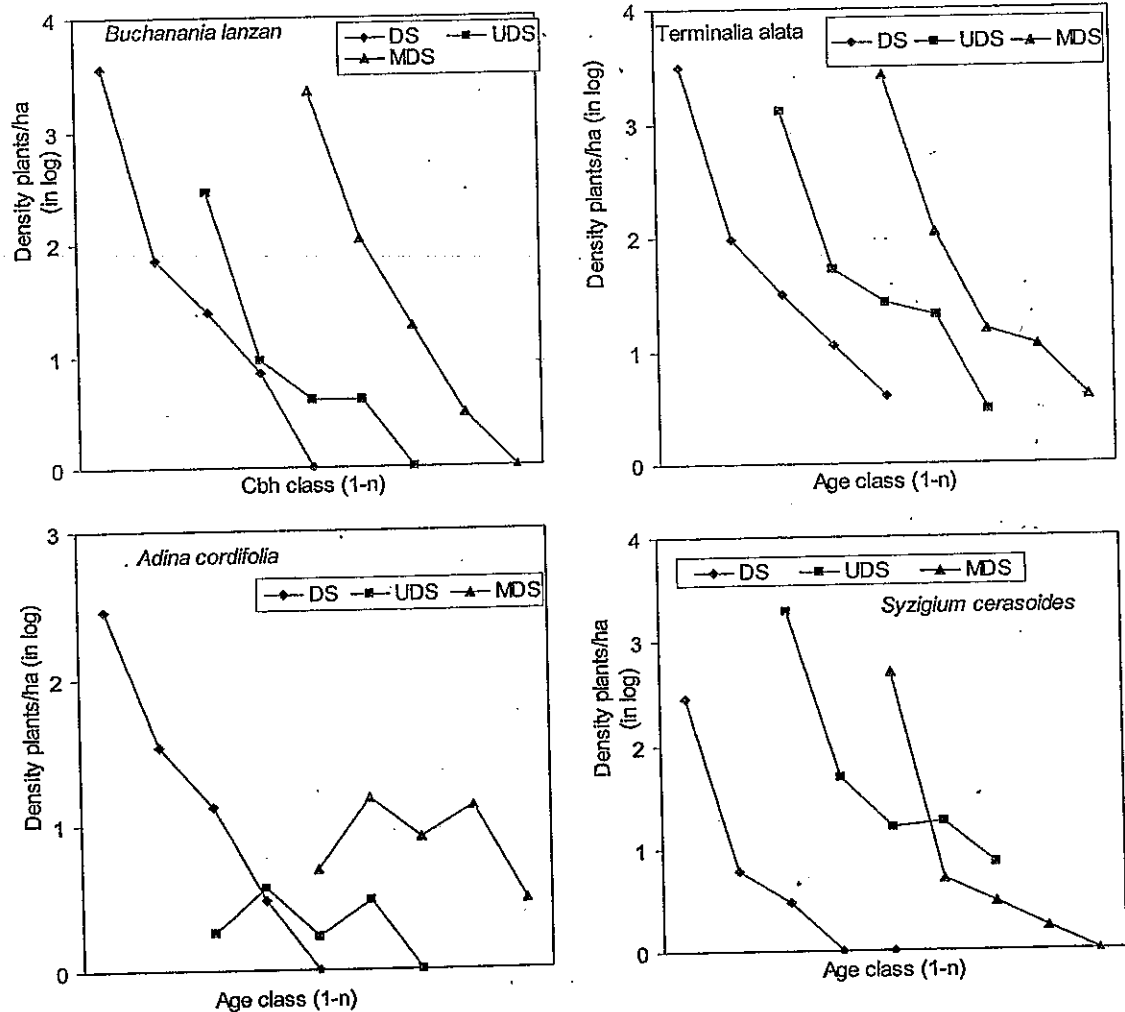 Buchanania lanzan
DS
UDS
MDS
4
3
2
1
0
Density plants/ha
(in log)
Cbh class (1-n)
Terminalia alata
DS
UDS
MDS
4
3
2
1
0
Density plants/ha (in log)
Age class (1-n)
Adina cordifolia
DS
UDS
MDS
3
2
1
0
Density plants/ha (in log)
Age class (1-n)
DS
UDS
MDS
Syzigium cerasoides
4
3
2
1
0
Density plants/ha
(in log)
Age class (1-n)